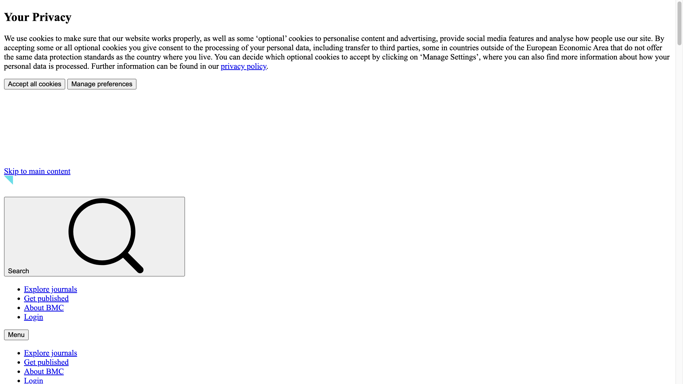 Your Privacy
We use cookies to make sure that our website works properly, as well as some ‘optional’ cookies to personalise content and advertising, provide social media features and analyse how people use our site. By
accepting some or all optional cookies you give consent to the processing of your personal data, including transfer to third parties, some in countries outside of the European Economic Area that do not offer
the same data protection standards as the country where you live. You can decide which optional cookies to accept by clicking on ‘Manage Settings’, where you can also find more information about how your
personal data is processed. Further information can be found in our privacy policy.
Accept all cookies Manage preferences
Skip to main content
Search
Explore journals
Get published
About BMC
Login
Menu
Explore journals
Get published
About BMC
Login